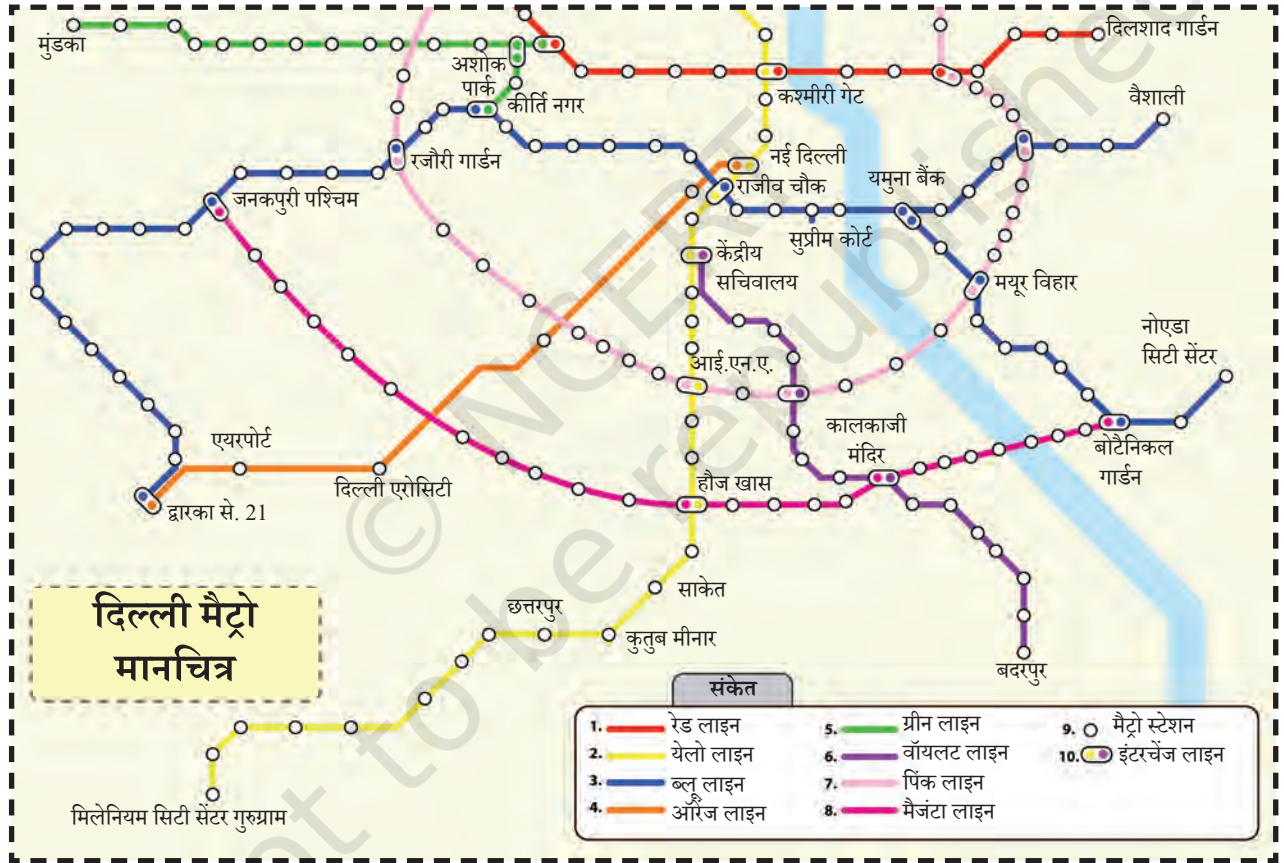 मुंडका
अशोक
पार्क
कीर्ति नगर
कश्मीरी गेट
दिलशाद गार्डन
वैशाली
रजौरी गार्डन
नई दिल्ली
राजीव चौक
यमुना बैंक
जनकपुरी पश्चिम
सुप्रीम कोर्ट
केंद्रीय
सचिवालय
मयूर विहार
नोएडा
सिटी सेंटर
आई.एन.ए.
एयरपोर्ट
कालकाजी
मंदिर
बोटैनिकल
गार्डन
दिल्ली एरोसिटी
हौज खास
द्वारका से. 21
साकेत
छत्तरपुर
कुतुब मीनार
बदरपुर
दिल्ली मैट्रो
मानचित्र
मिलेनियम सिटी सेंटर गुरुग्राम
संकेत
1. रेड लाइन
2. येलो लाइन
3. ब्लू लाइन
4. ऑरेंज लाइन
5. ग्रीन लाइन
6. वॉयलट लाइन
7. पिंक लाइन
8. मैजंटा लाइन
9. मैट्रो स्टेशन
10. इंटरचेंज लाइन
© NCERT
not to be republished